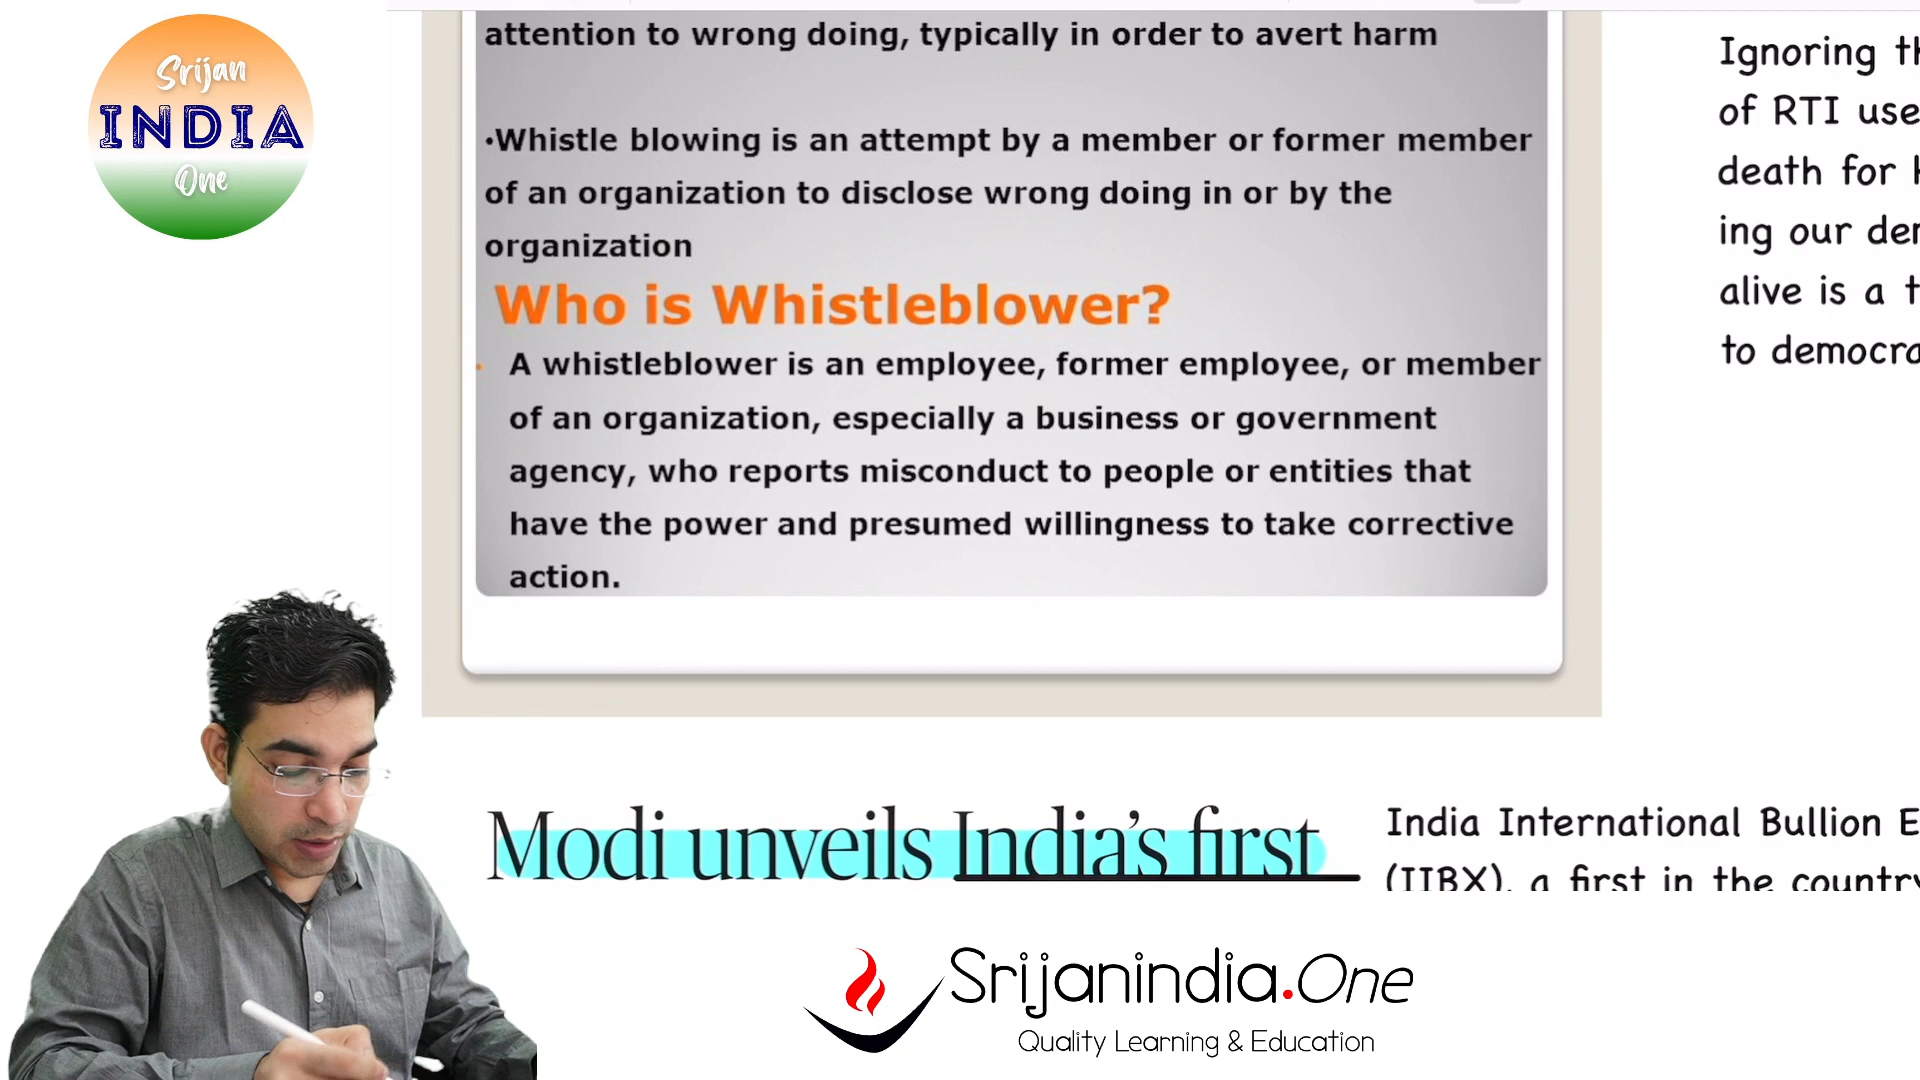 Srijan
INDIA
One
attention to wrong doing, typically in order to avert harm
•Whistle blowing is an attempt by a member or former member
of an organization to disclose wrong doing in or by the
organization
Who is Whistleblower?
• A whistleblower is an employee, former employee, or member
of an organization, especially a business or government
agency, who reports misconduct to people or entities that
have the power and presumed willingness to take corrective
action.
Ignoring
of RTI
death for
ing our
alive is a
to
Modi unveils India's first
India International Bullion
(IIBX), a first in the country
Srijanindia.One
Quality Learning & Education